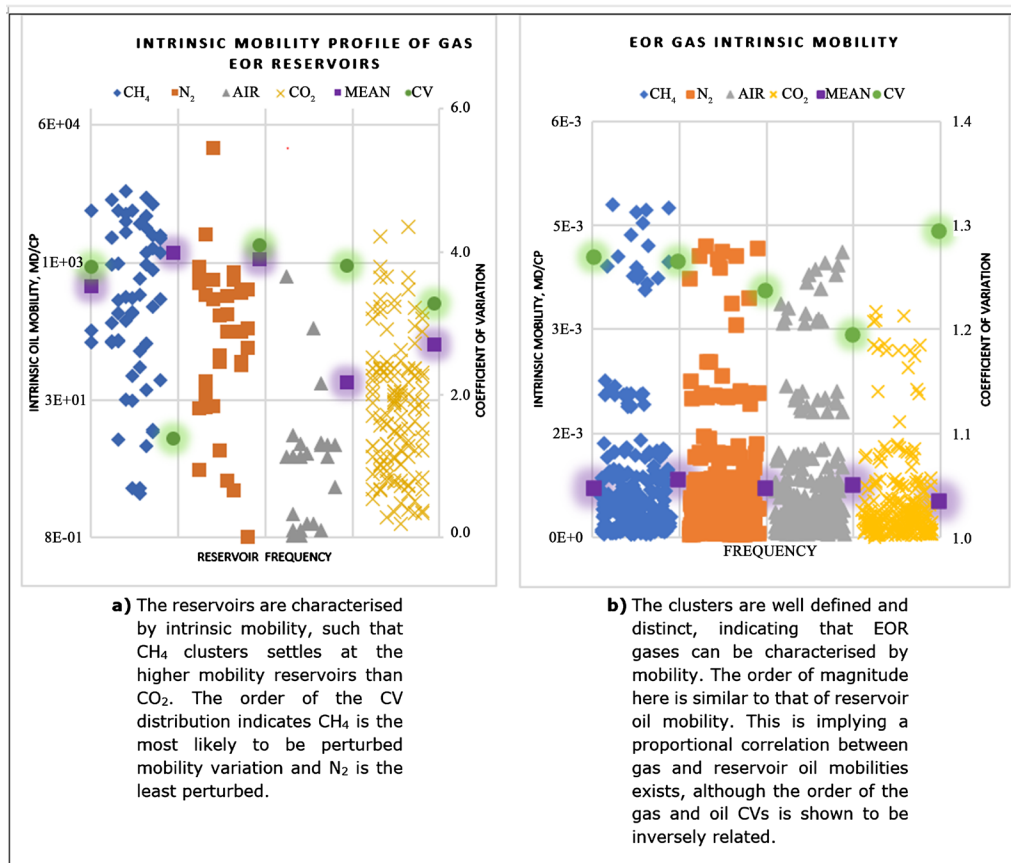 INTRINSIC MOBILITY PROFILE OF GAS
EOR RESERVOIRS
CH₄ N₂ AIR CO₂ MEAN CV
6E+04
1E+03
3E+01
8E-01
INTRINSIC OIL MOBILITY, MD/CP
6.0
4.0
2.0
0.0
COEFFICIENT OF VARIATION
RESERVOIR FREQUENCY
EOR GAS INTRINSIC MOBILITY
CH₄ N₂ AIR CO₂ MEAN CV
6E-3
5E-3
3E-3
2E-3
0E+0
INTRINSIC MOBILITY, MD/CP
1.4
1.3
1.2
1.1
1.0
COEFFICIENT OF VARIATION
FREQUENCY
a) The reservoirs are characterised
by intrinsic mobility, such that
CH₄ clusters settles at the
higher mobility reservoirs than
CO₂. The order of the CV
distribution indicates CH₄ is the
most likely to be perturbed
mobility variation and N₂ is the
least perturbed.
b) The clusters are well defined and
distinct, indicating that EOR
gases can be characterised by
mobility. The order of magnitude
here is similar to that of reservoir
oil mobility. This is implying a
proportional correlation between
gas and reservoir oil mobilities
exists, although the order of the
gas and oil CVs is shown to be
inversely related.